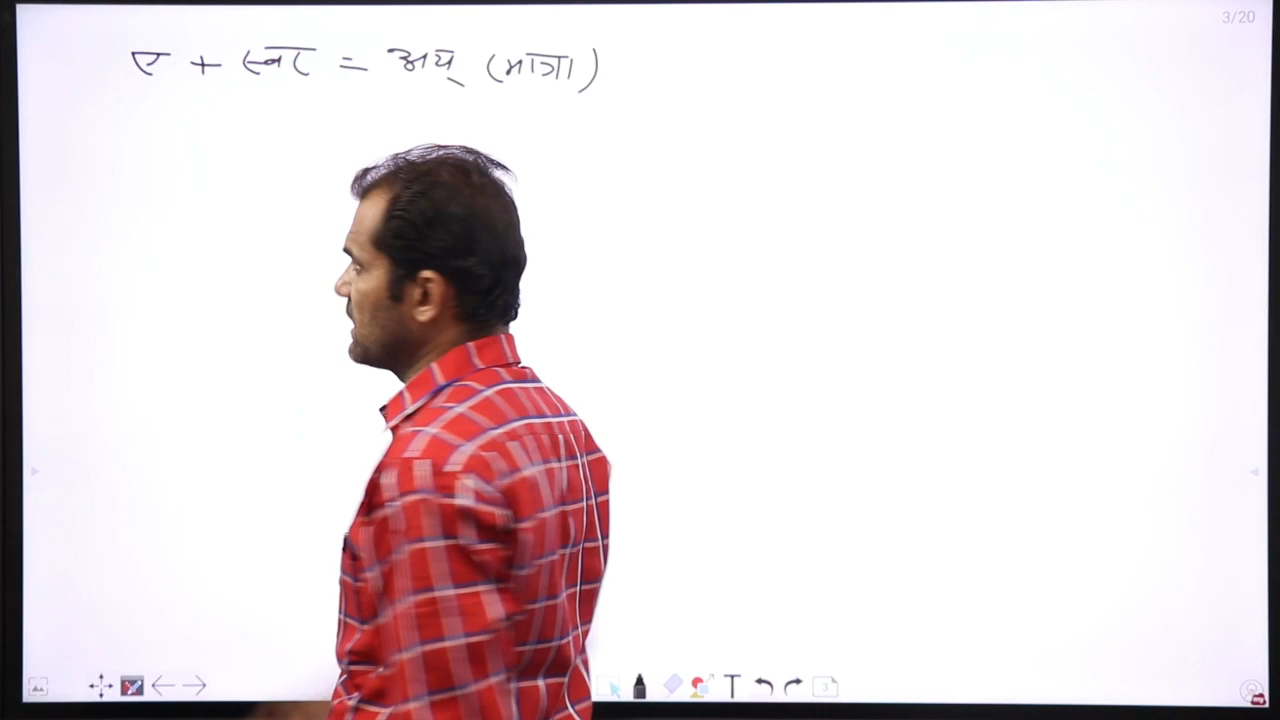 3/20
ए + स्वर = अय् (मात्रा)